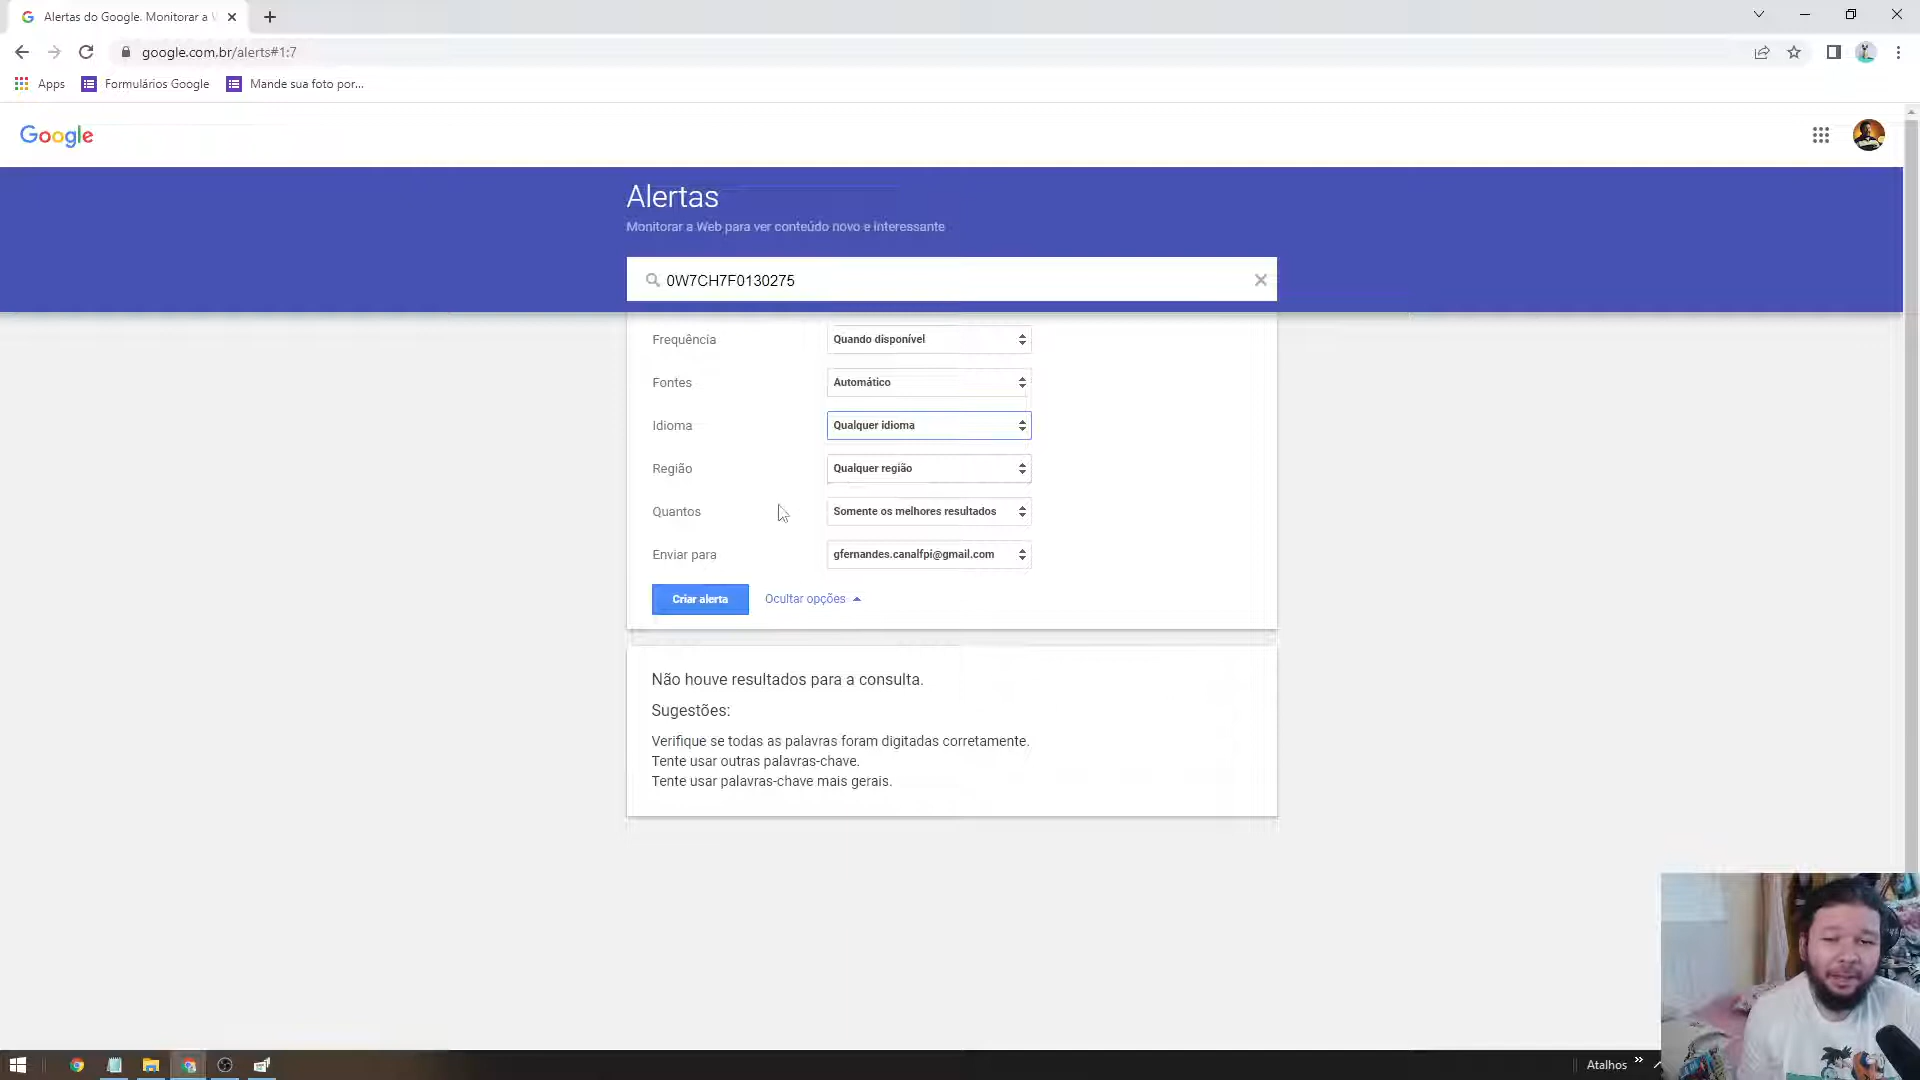 Alertas do Google. Monitorar a
google.com.br/alerts#1:7
Apps
Formulários Google
Mande sua foto por...
Google
Alertas
Monitorar a Web para ver conteúdo novo e interessante
0W7CH7F0130275
Frequência
Quando disponível
Fontes
Automático
Idioma
Qualquer idioma
Região
Qualquer região
Quantos
Somente os melhores resultados
Enviar para
gfernandes.canalfpi@gmail.com
Criar alerta
Ocultar opções
Não houve resultados para a consulta.
Sugestões:
Verifique se todas as palavras foram digitadas corretamente.
Tente usar outras palavras-chave.
Tente usar palavras-chave mais gerais.
Atalhos